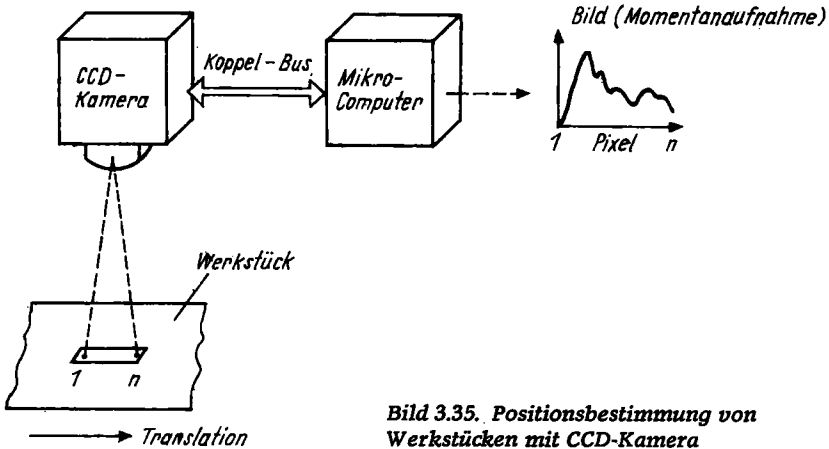 Bild (Momentanaufnahme)
CCD-
Kamera
Koppel-Bus
Mikro-
Computer
1 Pixel n
Werkstück
1 n
Translation
Bild 3.35. Positionsbestimmung von
Werkstücken mit CCD-Kamera